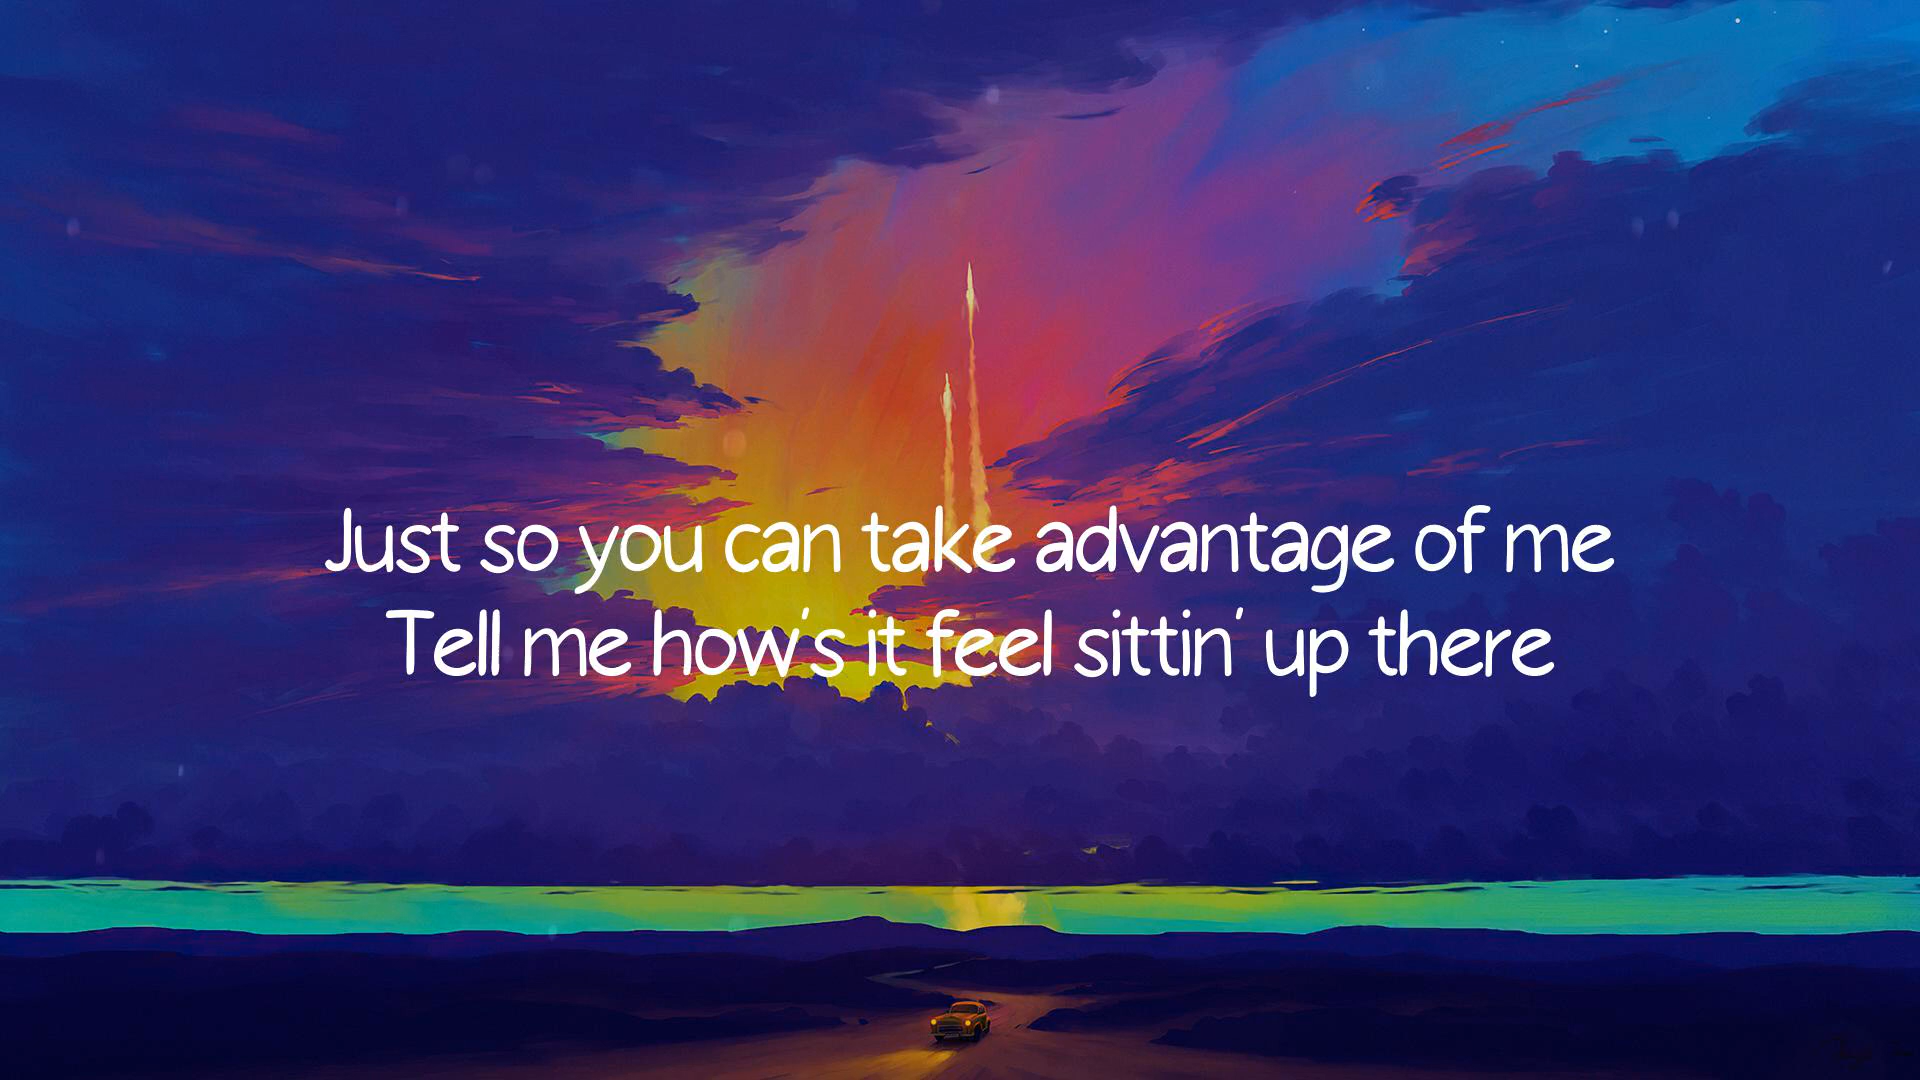 Just so you can take advantage of me
Tell me how's it feel sittin' up there